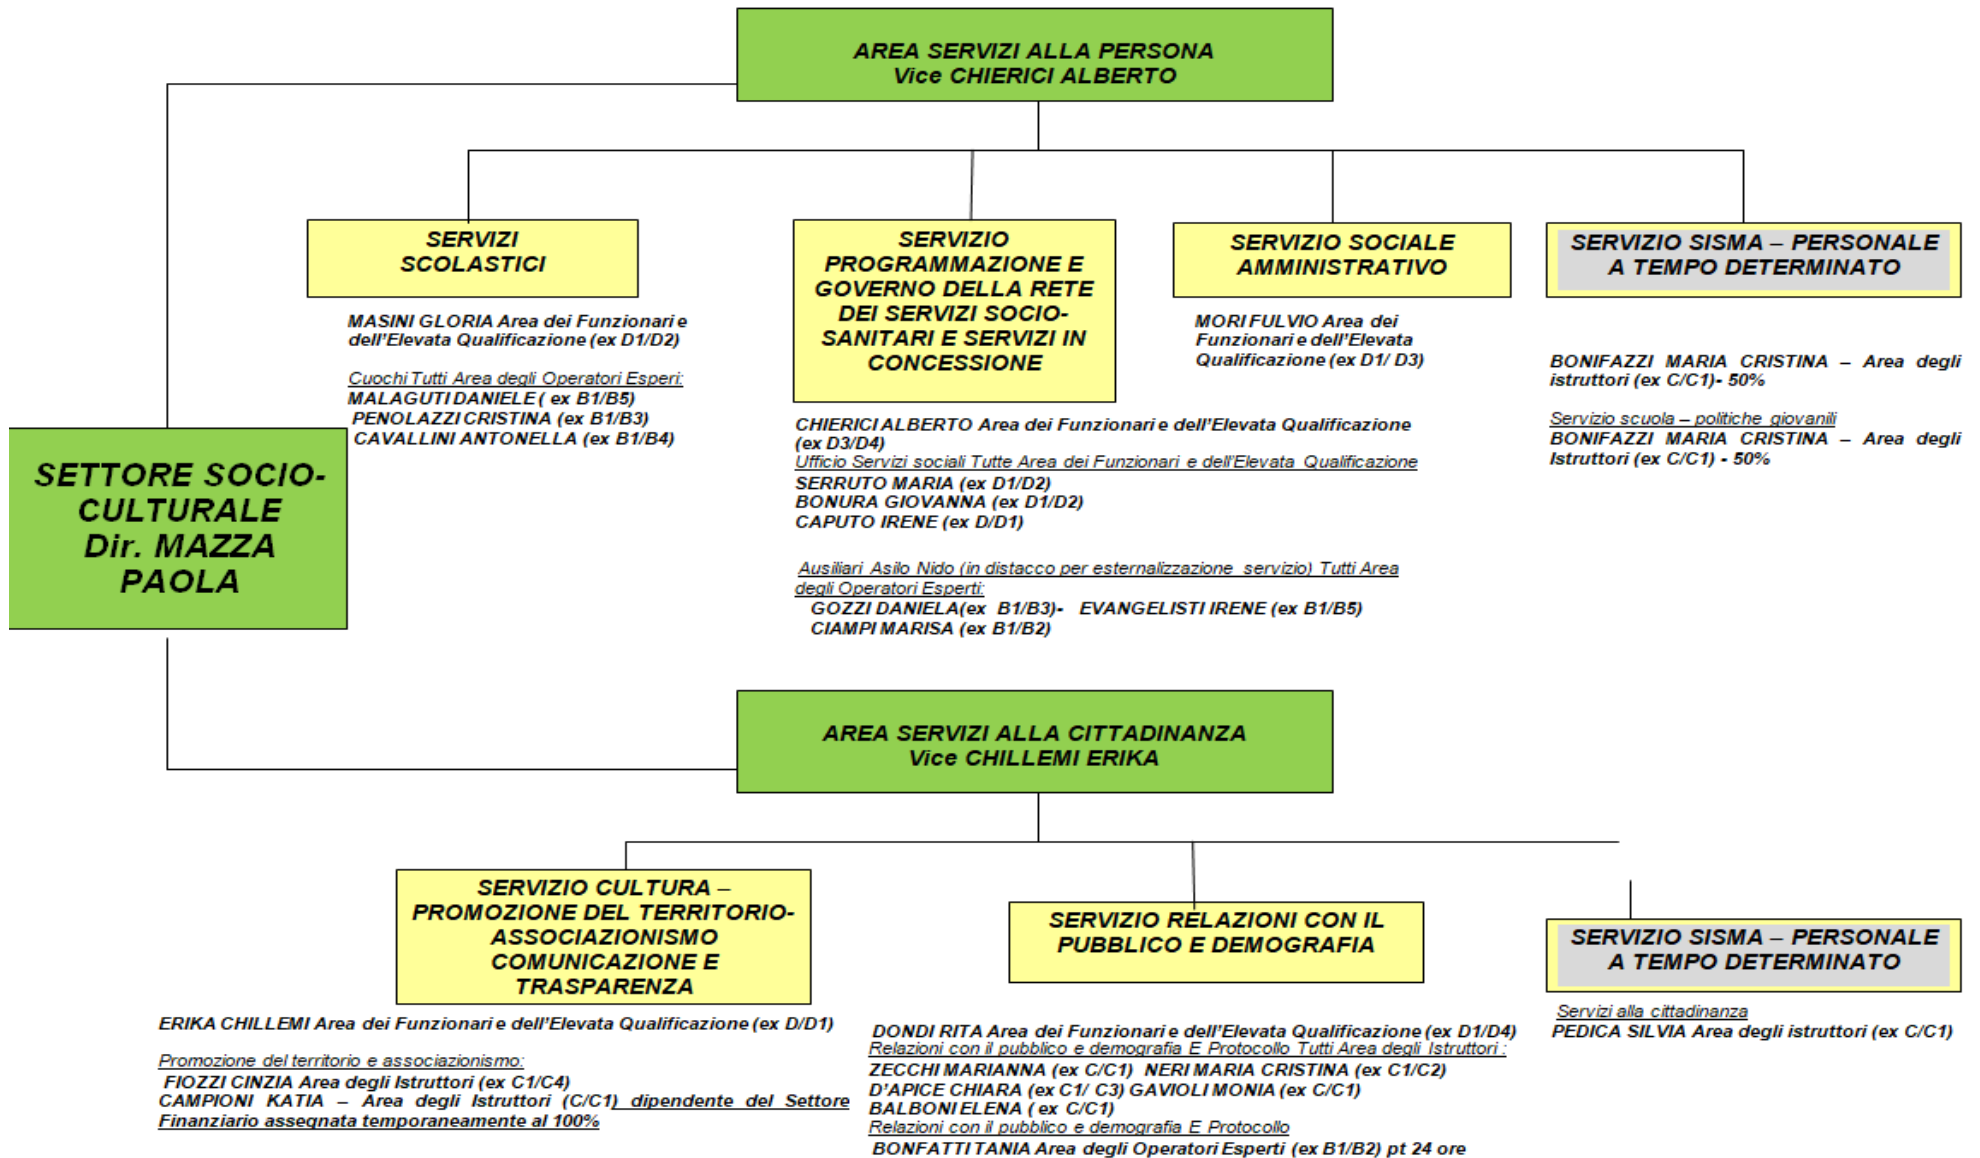 AREA SERVIZI ALLA PERSONA
Vice CHIERICI ALBERTO
SERVIZI
SCOLASTICI
MASINI GLORIA Area dei Funzionari e
dell'Elevata Qualificazione (ex D1/D2)
Cuochi Tutti Area degli Operatori Esperi:
MALAGUTI DANIELE ( ex B1/B5)
PENOLAZZI CRISTINA (ex B1/B3)
CAVALLINI ANTONELLA (ex B1/B4)
SERVIZIO
PROGRAMMAZIONE E
GOVERNO DELLA RETE
DEI SERVIZI SOCIO-
SANITARI E SERVIZI IN
CONCESSIONE
CHIERICI ALBERTO Area dei Funzionari e dell'Elevata Qualificazione
(ex D3/D4)
Ufficio Servizi sociali Tutte Area dei Funzionari e dell'Elevata Qualificazione
SERRUTO MARIA (ex D1/D2)
BONURA GIOVANNA (ex D1/D2)
CAPUTO IRENE (ex D/D1)
Ausiliari Asilo Nido (in distacco per esternalizzazione servizio) Tutti Area
degli Operatori Esperti:
GOZZI DANIELA(ex B1/B3)- EVANGELISTI IRENE (ex B1/B5)
CIAMPI MARISA (ex B1/B2)
SERVIZIO SOCIALE
AMMINISTRATIVO
MORI FULVIO Area dei
Funzionari e dell'Elevata
Qualificazione (ex D1/ D3)
SERVIZIO SISMA – PERSONALE
A TEMPO DETERMINATO
BONIFAZZI MARIA CRISTINA – Area degli
istruttori (ex C/C1)- 50%
Servizio scuola – politiche giovanili
BONIFAZZI MARIA CRISTINA – Area degli
Istruttori (ex C/C1) - 50%
SETTORE SOCIO-
CULTURALE
Dir. MAZZA
PAOLA
AREA SERVIZI ALLA CITTADINANZA
Vice CHILLEMI ERIKA
SERVIZIO CULTURA –
PROMOZIONE DEL TERRITORIO-
ASSOCIAZIONISMO
COMUNICAZIONE E
TRASPARENZA
ERIKA CHILLEMI Area dei Funzionari e dell'Elevata Qualificazione (ex D/D1)
Promozione del territorio e associazionismo:
FIOZZI CINZIA Area degli Istruttori (ex C1/C4)
CAMPIONI KATIA – Area degli Istruttori (C/C1) dipendente del Settore
Finanziario assegnata temporaneamente al 100%
SERVIZIO RELAZIONI CON IL
PUBBLICO E DEMOGRAFIA
DONDI RITA Area dei Funzionari e dell'Elevata Qualificazione (ex D1/D4)
Relazioni con il pubblico e demografia E Protocollo Tutti Area degli Istruttori :
ZECCHI MARIANNA (ex C/C1) NERI MARIA CRISTINA (ex C1/C2)
D'APICE CHIARA (ex C1/ C3) GAVIOLI MONIA (ex C/C1)
BALBONI ELENA ( ex C/C1)
Relazioni con il pubblico e demografia E Protocollo
BONFATTI TANIA Area degli Operatori Esperti (ex B1/B2) pt 24 ore
SERVIZIO SISMA – PERSONALE
A TEMPO DETERMINATO
Servizi alla cittadinanza
PEDICA SILVIA Area degli istruttori (ex C/C1)